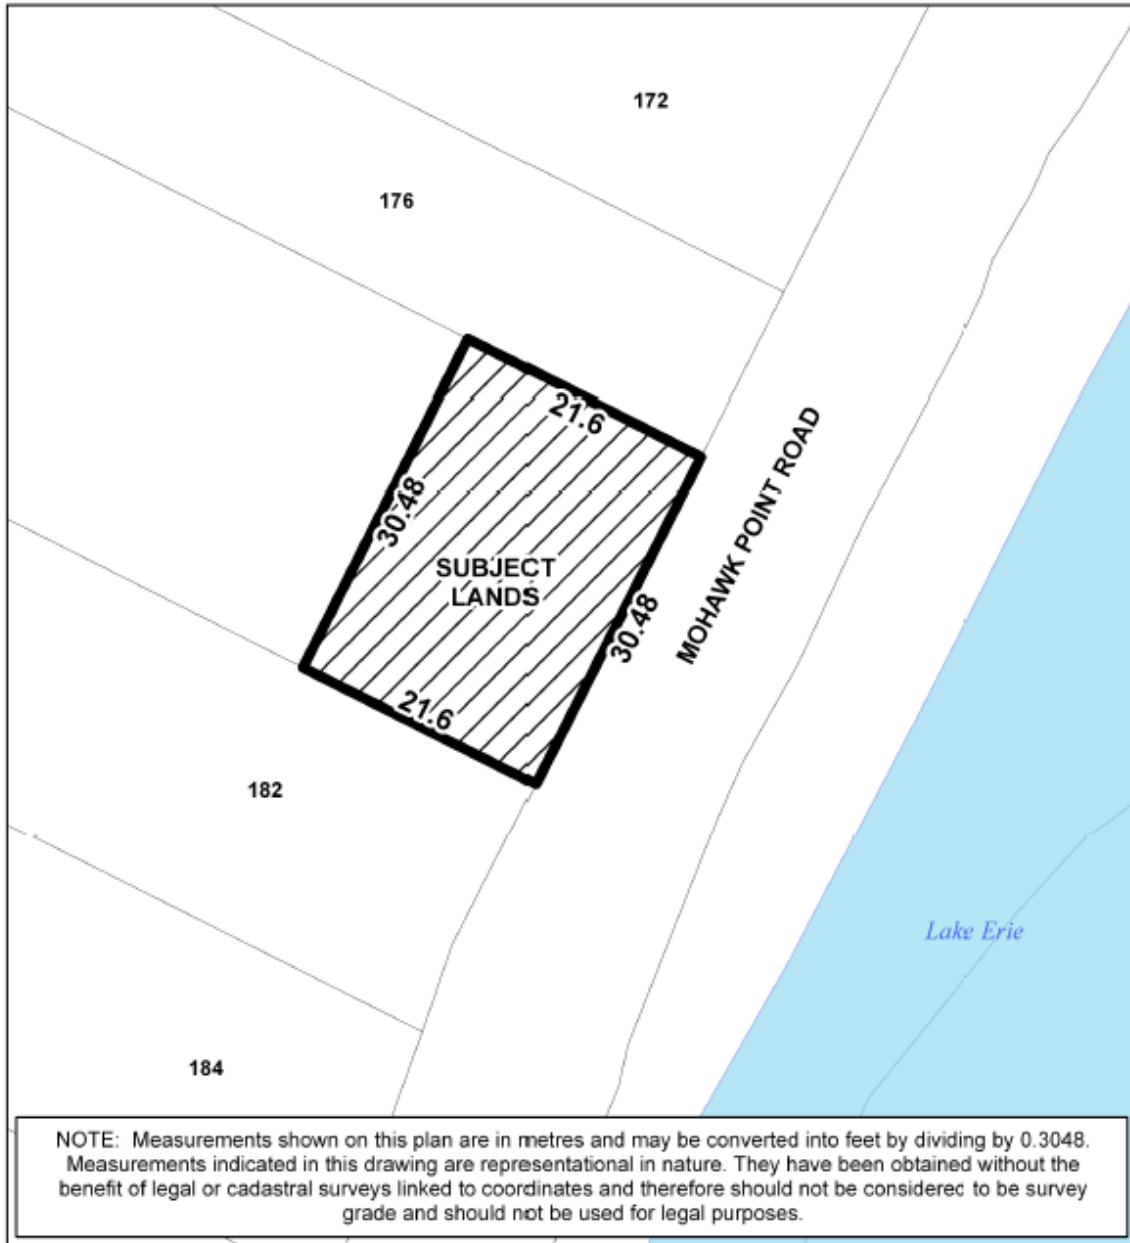 172
176
21.6
30.48
SUBJECT
LANDS
30.48
MOHAWK POINT ROAD
21.6
182
Lake Erie
184
NOTE: Measurements shown on this plan are in metres and may be converted into feet by dividing by 0.3048.
Measurements indicated in this drawing are representational in nature. They have been obtained without the
benefit of legal or cadastral surveys linked to coordinates and therefore should not be considered to be survey
grade and should not be used for legal purposes.